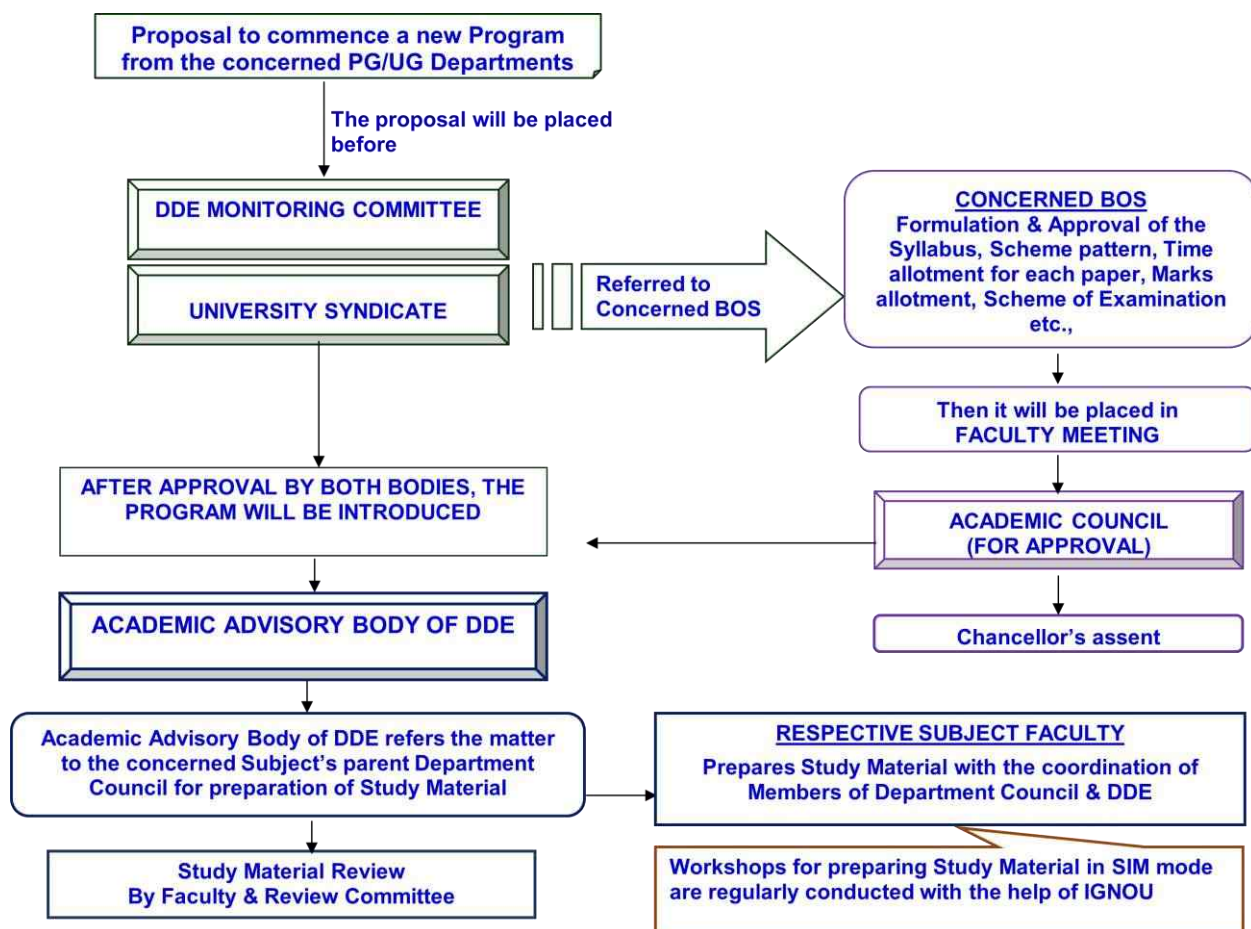 Proposal to commence a new Program
from the concerned PG/UG Departments
The proposal will be placed
before
DDE MONITORING COMMITTEE
UNIVERSITY SYNDICATE
Referred to
Concerned BOS
CONCERNED BOS
Formulation & Approval of the
Syllabus, Scheme pattern, Time
allotment for each paper, Marks
allotment, Scheme of Examination
etc.,
Then it will be placed in
FACULTY MEETING
AFTER APPROVAL BY BOTH BODIES, THE
PROGRAM WILL BE INTRODUCED
ACADEMIC COUNCIL
(FOR APPROVAL)
ACADEMIC ADVISORY BODY OF DDE
Chancellor's assent
Academic Advisory Body of DDE refers the matter
to the concerned Subject's parent Department
Council for preparation of Study Material
RESPECTIVE SUBJECT FACULTY
Prepares Study Material with the coordination of
Members of Department Council & DDE
Study Material Review
By Faculty & Review Committee
Workshops for preparing Study Material in SIM mode
are regularly conducted with the help of IGNOU